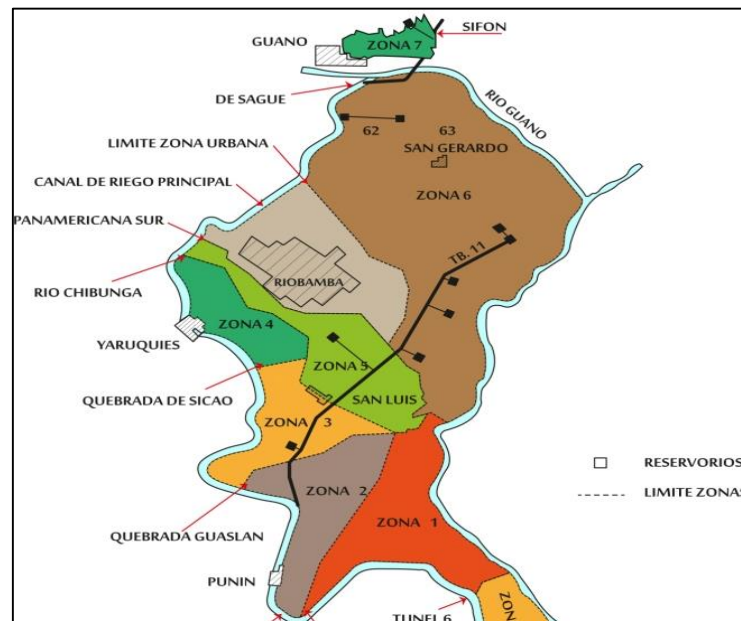 SIFON
GUANO
ZONA 7
DE SAGUE
RIO GUANO
62
63
LIMITE ZONA URBANA
SAN GERARDO
CANAL DE RIEGO PRINCIPAL
ZONA 6
PANAMERICANA SUR
TB. 11
RIOBAMBA
RIO CHIBUNGA
ZONA 4
YARUQUIES
ZONA 5
QUEBRADA DE SICAO
SAN LUIS
ZONA 3
RESERVORIOS
ZONA 2
LIMITE ZONAS
ZONA 1
QUEBRADA GUASLAN
PUNIN
TUNEL 6